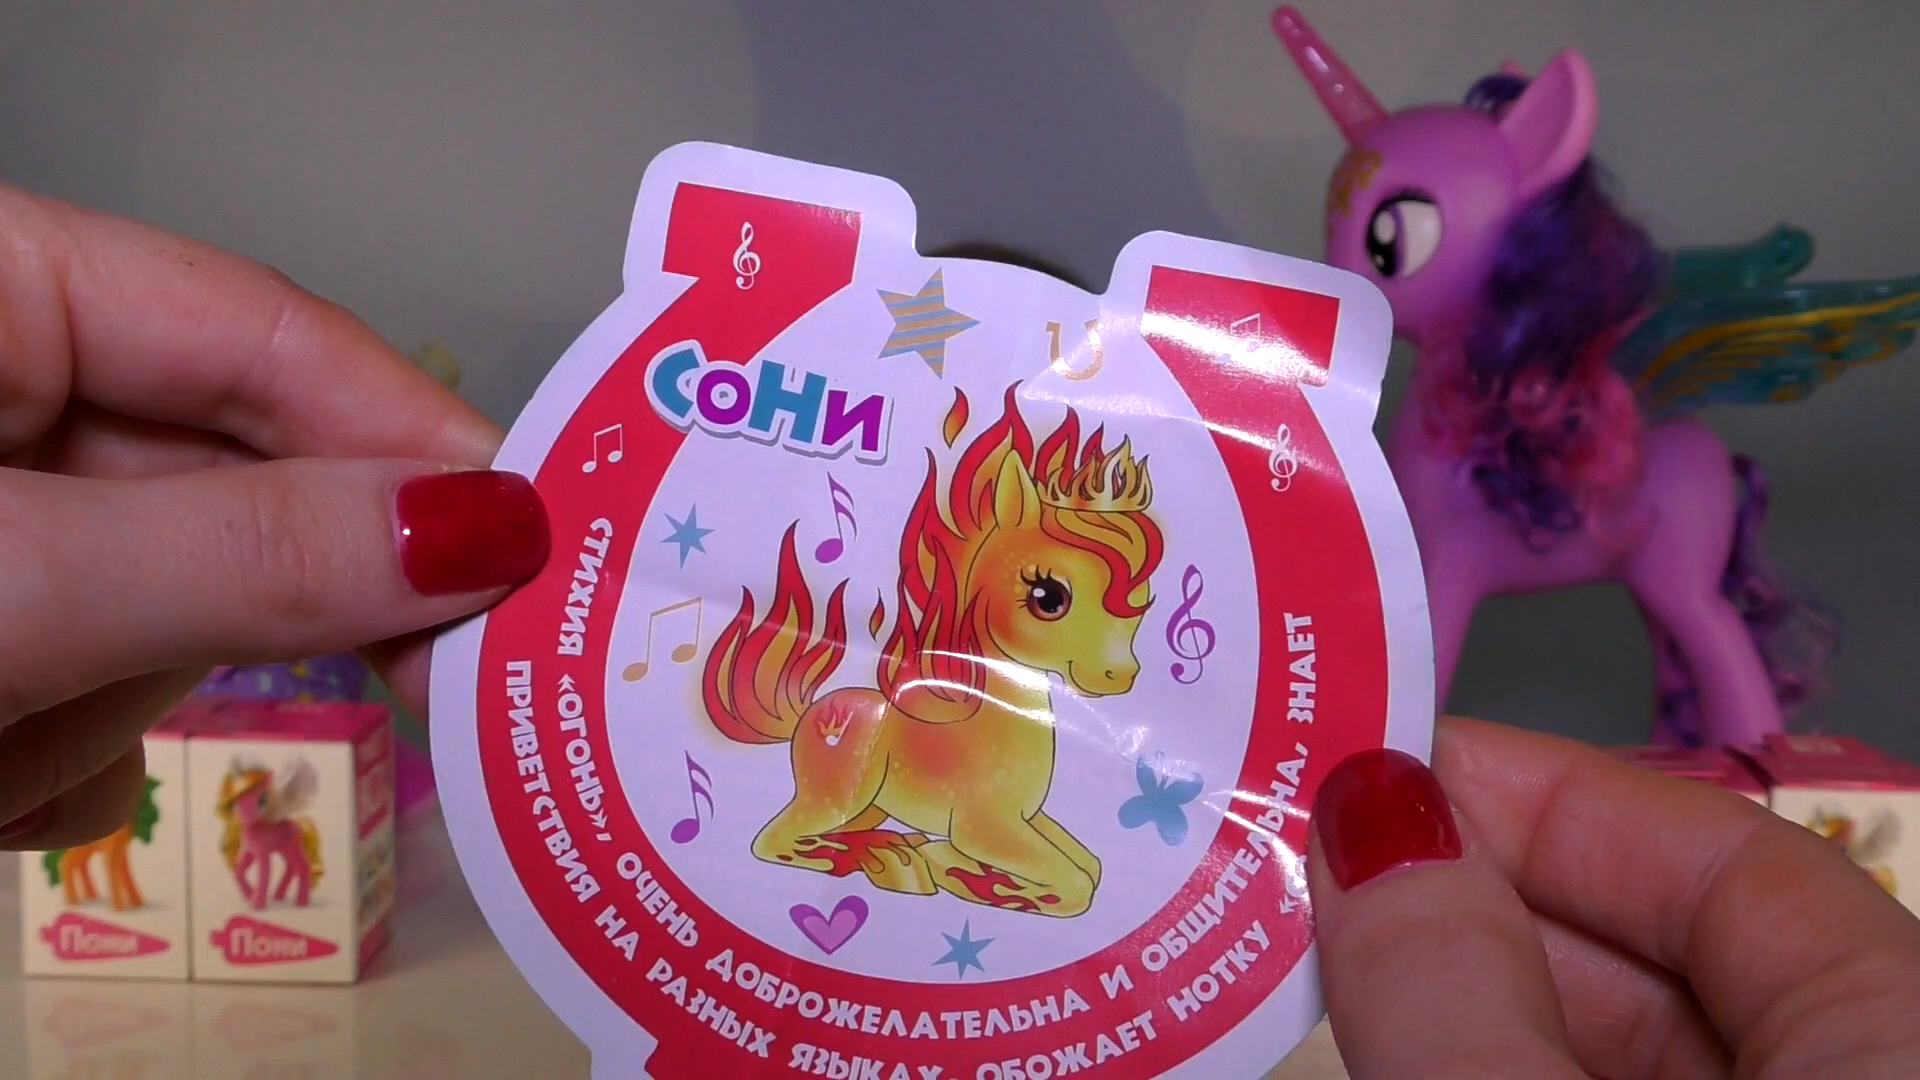 СОНИ
СТИХИЯ «ОГОНЬ», ОЧЕНЬ ДОБРОЖЕЛАТЕЛЬНА И ОБЩИТЕЛЬНА, ЗНАЕТ
ПРИВЕТСТВИЯ НА РАЗНЫХ ЯЗЫКАХ. ОБОЖАЕТ НОТКУ
Пони
Пони